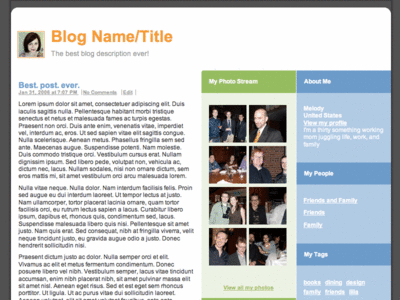 Blog Name/Title
The best blog description ever!
Best. post. ever.
Jan 31, 2008 at 7:07 PM | No Comments | Edit |
Lorem ipsum dolor sit amet, consectetuer adipiscing elit. Duis
iaculis sagittis nulla. Pellentesque habitant morbi tristique
senectus et netus et malesuada fames ac turpis egestas.
Praesent non orci. Duis ante enim, venenatis vitae, imperdiet
vel, interdum ac, eros. Ut sed sapien vitae elit sagittis congue.
Nulla scelerisque. Aenean metus. Phasellus fringilla sem sed
ante. Maecenas augue. Suspendisse potenti. Nam molestie.
Duis commodo tristique orci. Vestibulum cursus erat. Nullam
dignissim ipsum. Sed libero pede, volutpat non, vehicula ac,
mattis nec, lacus. Nullam sodales, nisi non ornare dictum, sem
eros mattis mi, sit amet vestibulum orci arcu malesuada lorem.
Nulla vitae neque. Nulla dolor. Nam interdum facilisis felis. Proin
sed augue eu dui interdum laoreet. Ut tempor lectus at justo.
Nam ullamcorper, tortor placerat lacinia ornare, quam tortor
facilisis orci, eu rutrum lectus sapien a lacus. Curabitur libero
ipsum, dapibus et, rhoncus quis, condimentum sed, lacus.
Suspendisse malesuada libero quis nisi. Pellentesque sit amet
justo. Nam quis erat. Sed consequat, nibh at fringilla viverra, velit
neque tincidunt justo, eu gravida augue odio a justo. Donec
hendrerit sollicitudin nisi.
Praesent dictum justo ac dolor. Nulla semper orci et elit.
Vivamus ac elit et metus fermentum condimentum. Donec
posuere libero vel nibh. Vestibulum semper, lacus vitae tincidunt
accumsan, enim nibh placerat nibh, sit amet pulvinar massa elit
sit amet nisl. Aenean eget risus. Sed et est eget sem rhoncus
porttitor. Ut ligula. Ut ac purus vitae dui sollicitudin blandit.
My Photo Stream
View all my photos
About Me
Melody
United States
View my profile
I'm a thirty something working
mom juggling life, work, and
family.
My People
Friends and Family
Friends
Family
My Tags
books dining design
family friends lilla